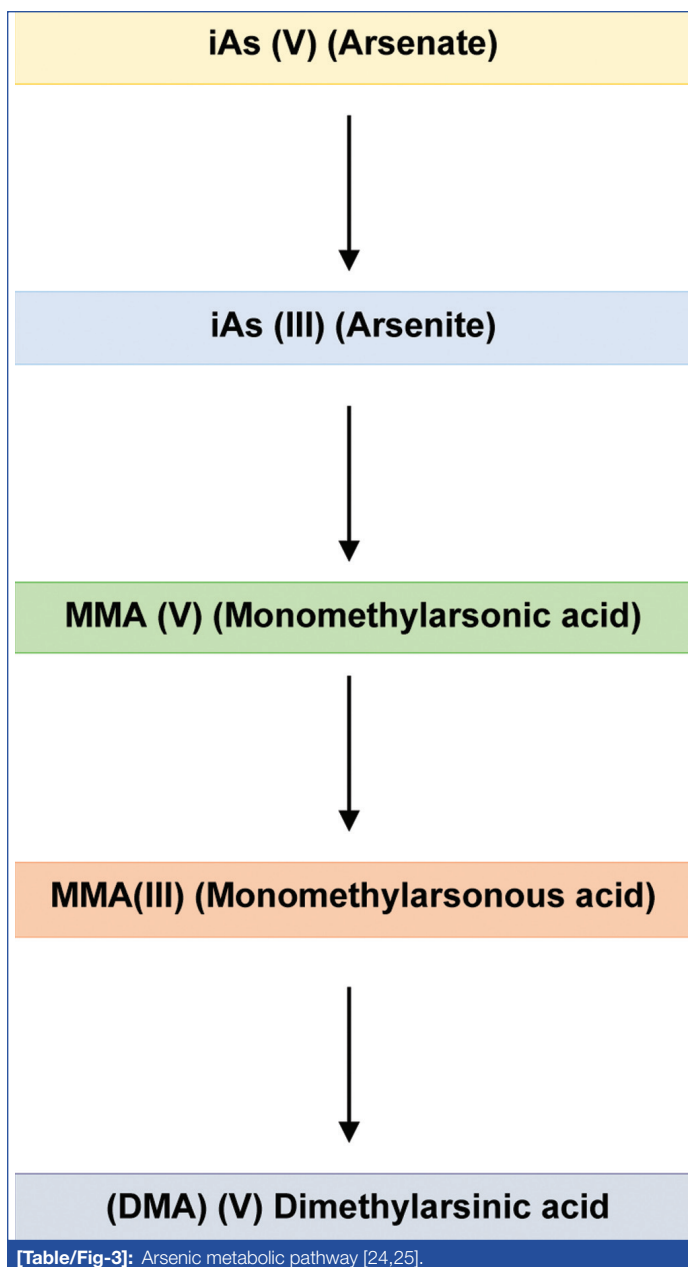 iAs (V) (Arsenate)
iAs (III) (Arsenite)
MMA (V) (Monomethylarsonic acid)
MMA(III) (Monomethylarsonous acid)
(DMA) (V) Dimethylarsinic acid
[Table/Fig-3]: Arsenic metabolic pathway [24,25].